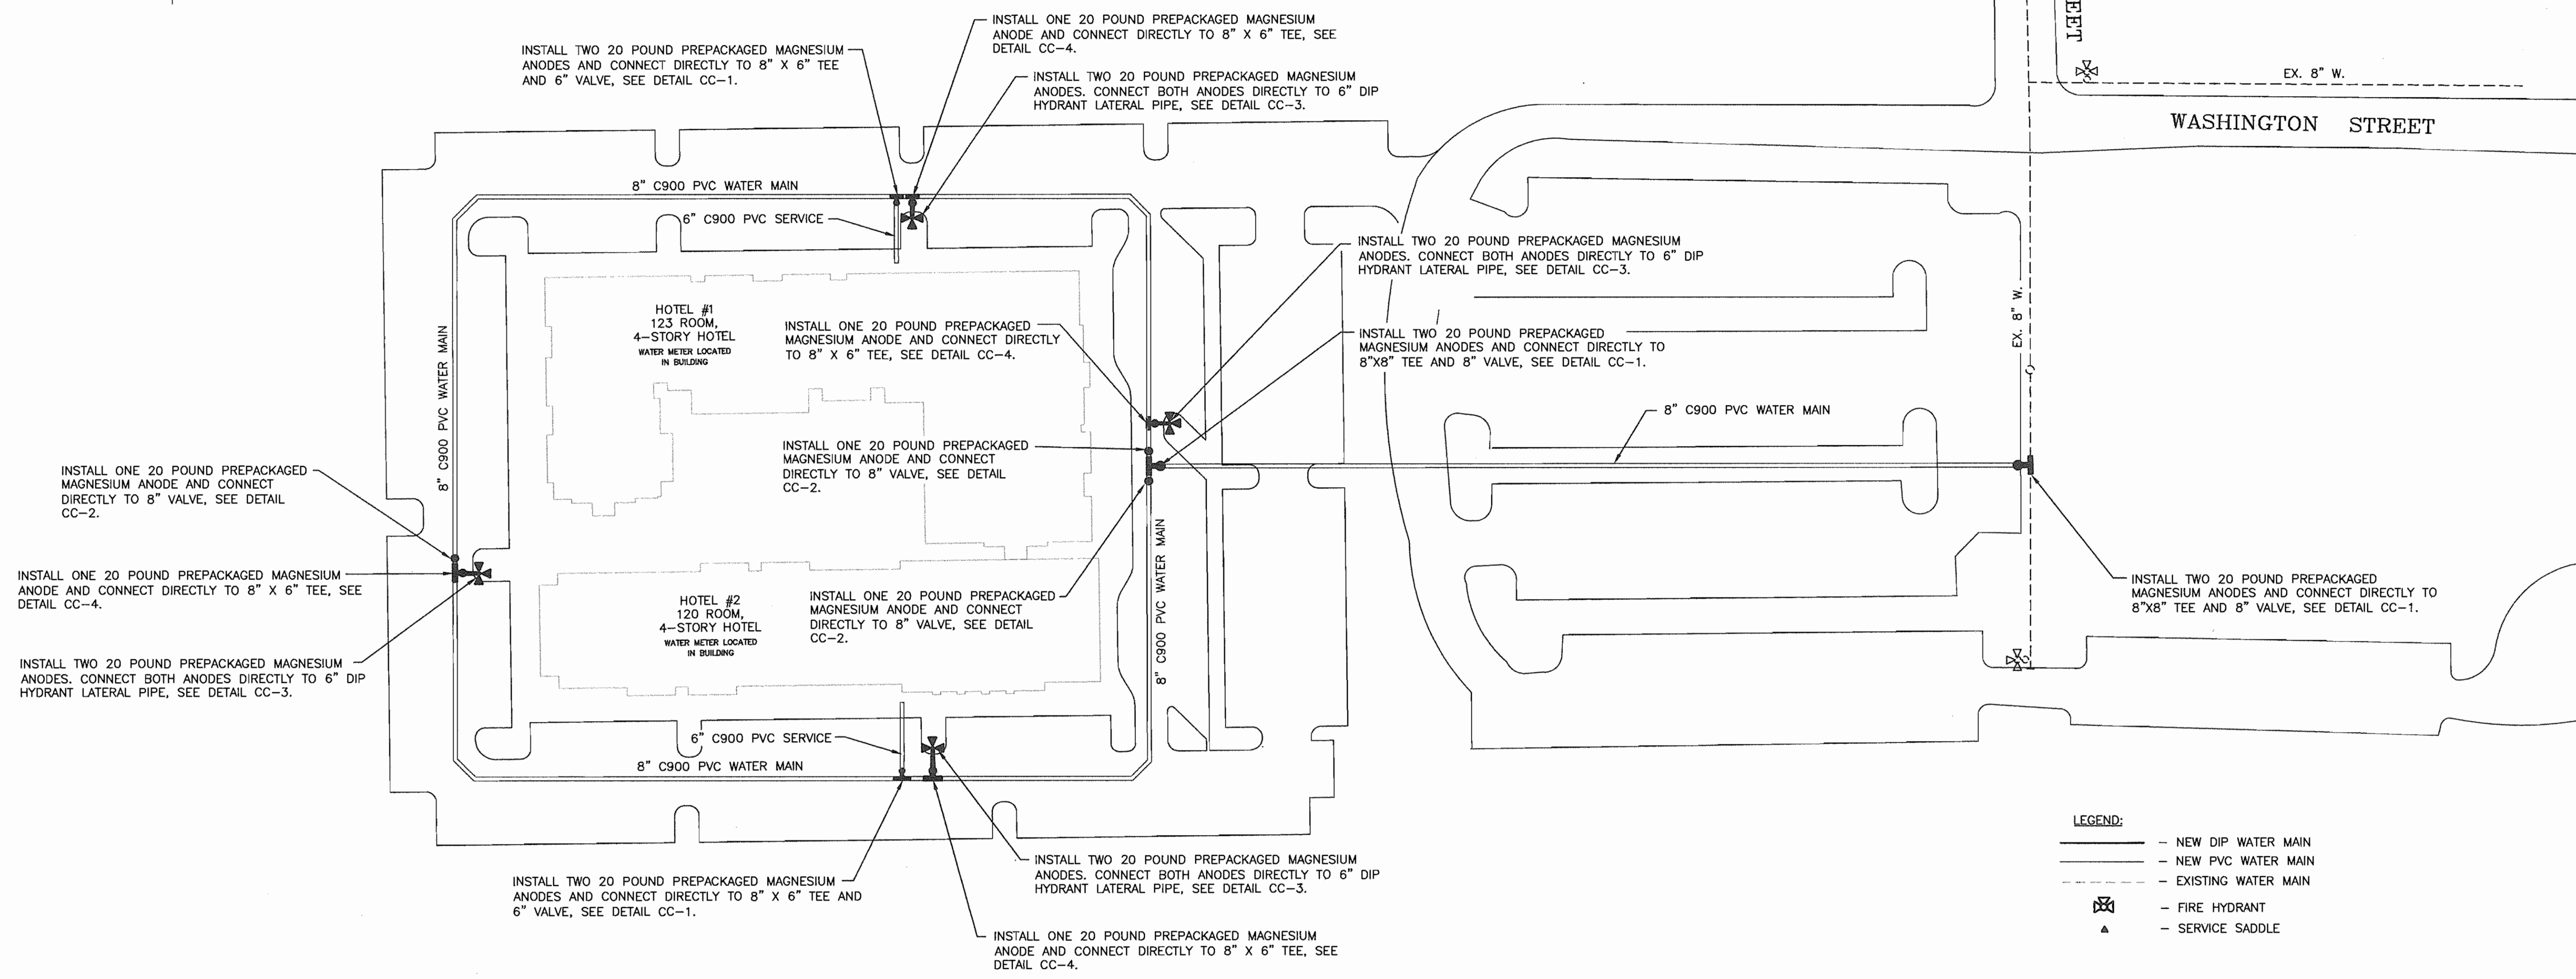 INSTALL ONE 20 POUND PREPACKAGED MAGNESIUM
ANODE AND CONNECT DIRECTLY TO 8" X 6" TEE, SEE
DETAIL CC-4.
INSTALL TWO 20 POUND PREPACKAGED MAGNESIUM
ANODES AND CONNECT DIRECTLY TO 8" X 6" TEE
AND 6" VALVE, SEE DETAIL CC-1.
INSTALL TWO 20 POUND PREPACKAGED MAGNESIUM
ANODES. CONNECT BOTH ANODES DIRECTLY TO 6" DIP
HYDRANT LATERAL PIPE, SEE DETAIL CC-3.
EET
EX. 8" W.
WASHINGTON STREET
8" C900 PVC WATER MAIN
6" C900 PVC SERVICE
INSTALL TWO 20 POUND PREPACKAGED MAGNESIUM
ANODES. CONNECT BOTH ANODES DIRECTLY TO 6" DIP
HYDRANT LATERAL PIPE, SEE DETAIL CC-3.
HOTEL #1
123 ROOM,
4-STORY HOTEL
WATER METER LOCATED
IN BUILDING
INSTALL ONE 20 POUND PREPACKAGED
MAGNESIUM ANODE AND CONNECT DIRECTLY
TO 8" X 6" TEE, SEE DETAIL CC-4.
INSTALL TWO 20 POUND PREPACKAGED
MAGNESIUM ANODES AND CONNECT DIRECTLY TO
8"X8" TEE AND 8" VALVE, SEE DETAIL CC-1.
EX. 8" W.
8" C900 PVC WATER MAIN
8" C900 PVC WATER MAIN
INSTALL ONE 20 POUND PREPACKAGED
MAGNESIUM ANODE AND CONNECT
DIRECTLY TO 8" VALVE, SEE DETAIL
CC-2.
INSTALL ONE 20 POUND PREPACKAGED
MAGNESIUM ANODE AND CONNECT
DIRECTLY TO 8" VALVE, SEE DETAIL
CC-2.
8" C900 PVC WATER MAIN
INSTALL ONE 20 POUND PREPACKAGED MAGNESIUM
ANODE AND CONNECT DIRECTLY TO 8" X 6" TEE, SEE
DETAIL CC-4.
HOTEL #2
120 ROOM,
4-STORY HOTEL
WATER METER LOCATED
IN BUILDING
INSTALL ONE 20 POUND PREPACKAGED
MAGNESIUM ANODE AND CONNECT
DIRECTLY TO 8" VALVE, SEE DETAIL
CC-2.
INSTALL TWO 20 POUND PREPACKAGED
MAGNESIUM ANODES AND CONNECT DIRECTLY TO
8"X8" TEE AND 8" VALVE, SEE DETAIL CC-1.
INSTALL TWO 20 POUND PREPACKAGED MAGNESIUM
ANODES. CONNECT BOTH ANODES DIRECTLY TO 6" DIP
HYDRANT LATERAL PIPE, SEE DETAIL CC-3.
6" C900 PVC SERVICE
8" C900 PVC WATER MAIN
INSTALL TWO 20 POUND PREPACKAGED MAGNESIUM
ANODES AND CONNECT DIRECTLY TO 8" X 6" TEE AND
6" VALVE, SEE DETAIL CC-1.
INSTALL TWO 20 POUND PREPACKAGED MAGNESIUM
ANODES. CONNECT BOTH ANODES DIRECTLY TO 6" DIP
HYDRANT LATERAL PIPE, SEE DETAIL CC-3.
INSTALL ONE 20 POUND PREPACKAGED MAGNESIUM
ANODE AND CONNECT DIRECTLY TO 8" X 6" TEE, SEE
DETAIL CC-4.
LEGEND:
- NEW DIP WATER MAIN
- NEW PVC WATER MAIN
- EXISTING WATER MAIN
- FIRE HYDRANT
- SERVICE SADDLE